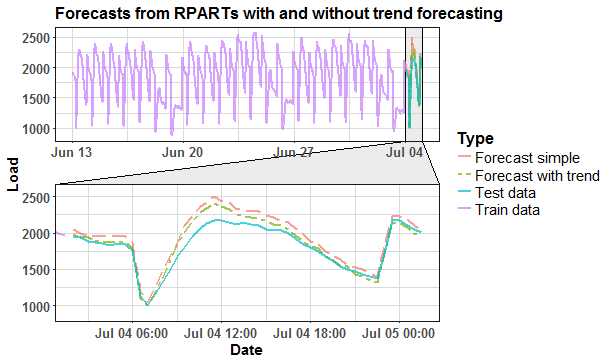 Forecasts from RPARTs with and without trend forecasting
2500
2000
1500
1000
Jun 13 Jun 20 Jun 27 Jul 04
Load
2500
2000
1500
1000
Jul 04 06:00 Jul 04 12:00 Jul 04 18:00 Jul 05 00:00
Date
Type
Forecast simple
Forecast with trend
Test data
Train data